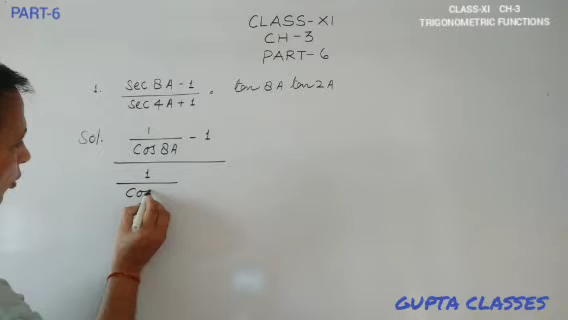 PART-6
CLASS-XI CH-3
TRIGONOMETRIC FUNCTIONS
CLASS-XI
CH-3
PART-6
1. sec 8A - 1 / sec 4A + 1 = tan 8A tan 2A
Sol. 1 / cos 8A - 1
1
Cos
GUPTA CLASSES